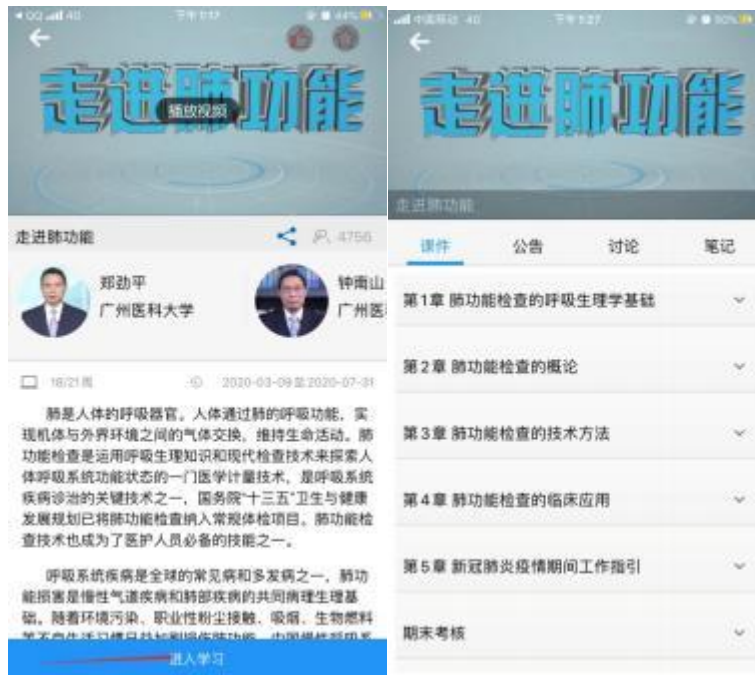 QQ 4G 下午1:17 44%
走进肺功能
播放视频
走进肺功能
4756
郑劲平
广州医科大学
钟南山
广州医
18/21周
2020-03-09至2020-07-31
肺是人体的呼吸器官。人体通过肺的呼吸功能，实
现机体与外界环境之间的气体交换，维持生命活动。肺
功能检查是运用呼吸生理知识和现代检查技术来探索人
体呼吸系统功能状态的一门医学计量技术，是呼吸系统
疾病诊治的关键技术之一，国务院“十三五”卫生与健康
发展规划已将肺功能检查纳入常规体检项目。肺功能检
查技术也成为了医护人员必备的技能之一。
呼吸系统疾病是全球的常见病和多发病之一，肺功
能损害是慢性气道疾病和肺部疾病的共同病理生理基
础。随着环境污染、职业性粉尘接触、吸烟、生物燃料
进入学习
中国移动 4G 下午1:27 50%
走进肺功能
走进肺功能
课件
公告
讨论
笔记
第1章 肺功能检查的呼吸生理学基础
第2章 肺功能检查的概论
第3章 肺功能检查的技术方法
第4章 肺功能检查的临床应用
第5章 新冠肺炎疫情期间工作指引
期末考核